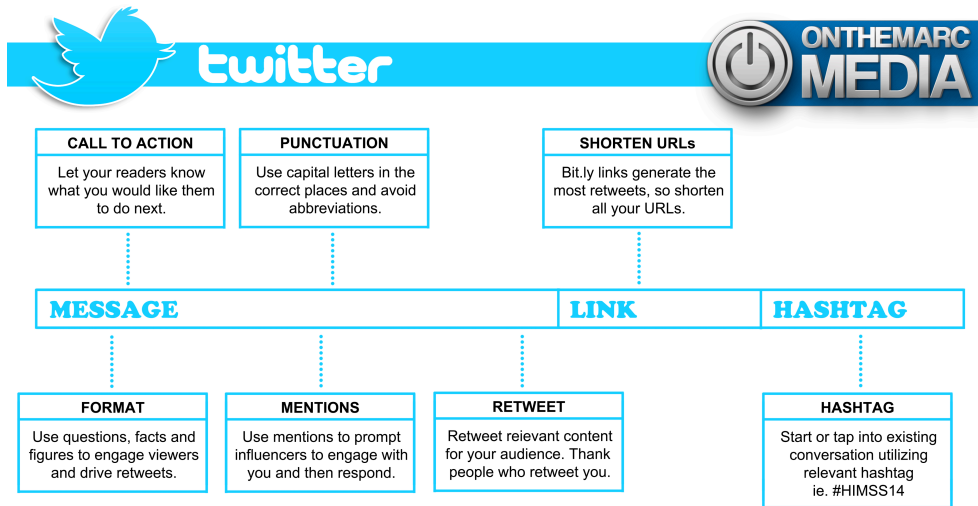 twitter
ONTHEMARC
MEDIA
CALL TO ACTION
Let your readers know
what you would like them
to do next.
PUNCTUATION
Use capital letters in the
correct places and avoid
abbreviations.
SHORTEN URLs
Bit.ly links generate the
most retweets, so shorten
all your URLs.
MESSAGE
LINK
HASHTAG
FORMAT
Use questions, facts and
figures to engage viewers
and drive retweets.
MENTIONS
Use mentions to prompt
influencers to engage with
you and then respond.
RETWEET
Retweet reievant content
for your audience. Thank
people who retweet you.
HASHTAG
Start or tap into existing
conversation utilizing
relevant hashtag
ie. #HIMSS14